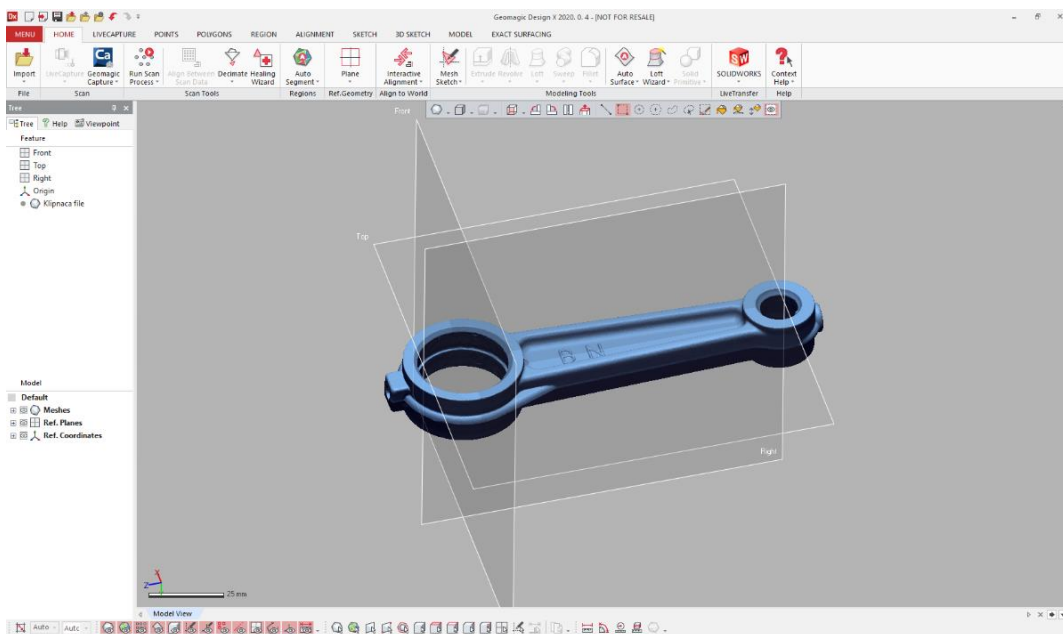 Geomagic Design X 2020. 0. 4 - [NOT FOR RESALE]
MENU HOME LIVECAPTURE POINTS POLYGONS REGION ALIGNMENT SKETCH 3D SKETCH MODEL EXACT SURFACING
Import LiveCapture Geomagic Capture Run Scan Process Align Between Scan Data Decimate Healing Wizard Auto Segment Plane Interactive Alignment Mesh Sketch Extrude Revolve Loft Sweep Fillet Auto Surface Loft Wizard Solid Primitive SOLIDWORKS Context Help
File Scan Scan Tools Regions Ref.Geometry Align to World Modeling Tools LiveTransfer Help
Tree
Tree Help Viewpoint
Feature
Front
Top
Right
Origin
Klipnaca file
Front
Top
B N
Right
Model
Default
Meshes
Ref. Planes
Ref. Coordinates
X
Z
25 mm
Model View
Auto Auto